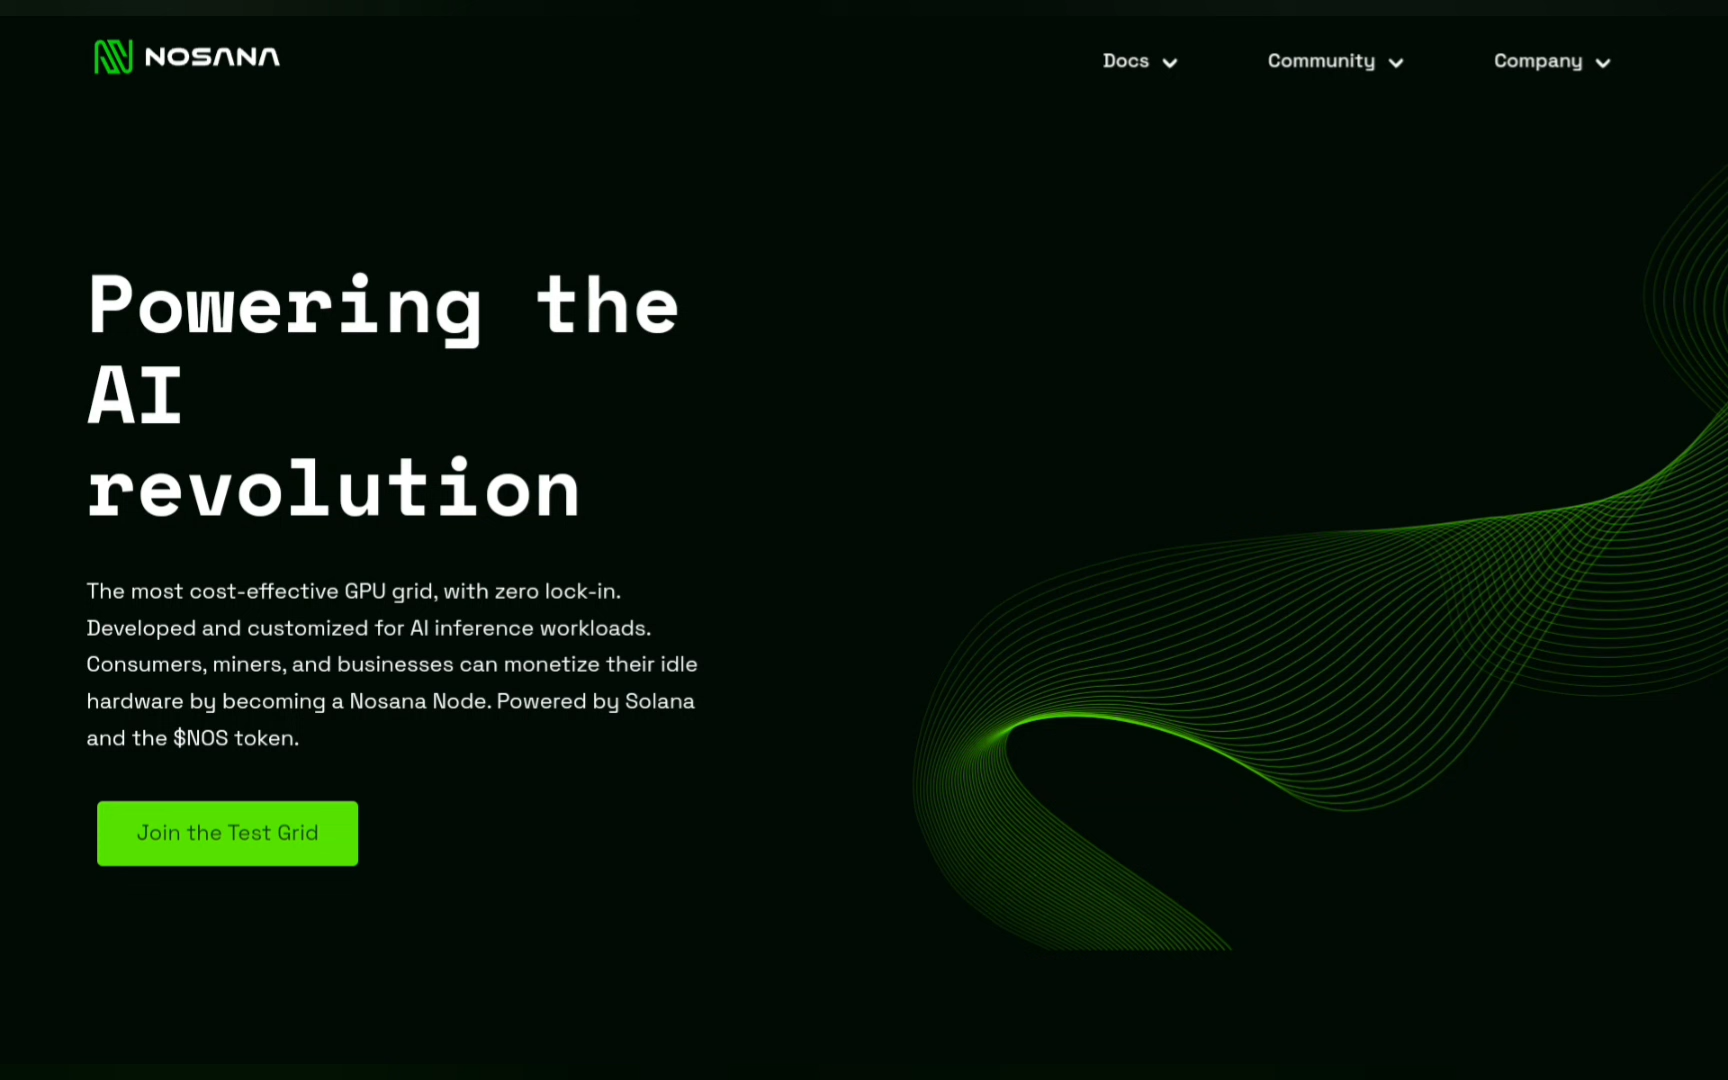 NOSANA
Docs
Community
Company
Powering the
AI
revolution
The most cost-effective GPU grid, with zero lock-in.
Developed and customized for AI inference workloads.
Consumers, miners, and businesses can monetize their idle
hardware by becoming a Nosana Node. Powered by Solana
and the $NOS token.
Join the Test Grid